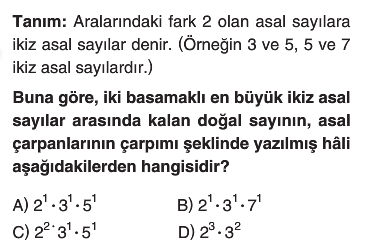 Tanım: Aralarındaki fark 2 olan asal sayılara
ikiz asal sayılar denir. (Örneğin 3 ve 5, 5 ve 7
ikiz asal sayılardır.)
Buna göre, iki basamaklı en büyük ikiz asal
sayılar arasında kalan doğal sayının, asal
çarpanlarının çarpımı şeklinde yazılmış hâli
aşağıdakilerden hangisidir?
A) 2¹·3¹·5¹ B) 2¹·3¹·7¹
C) 2²·3¹·5¹ D) 2³·3²